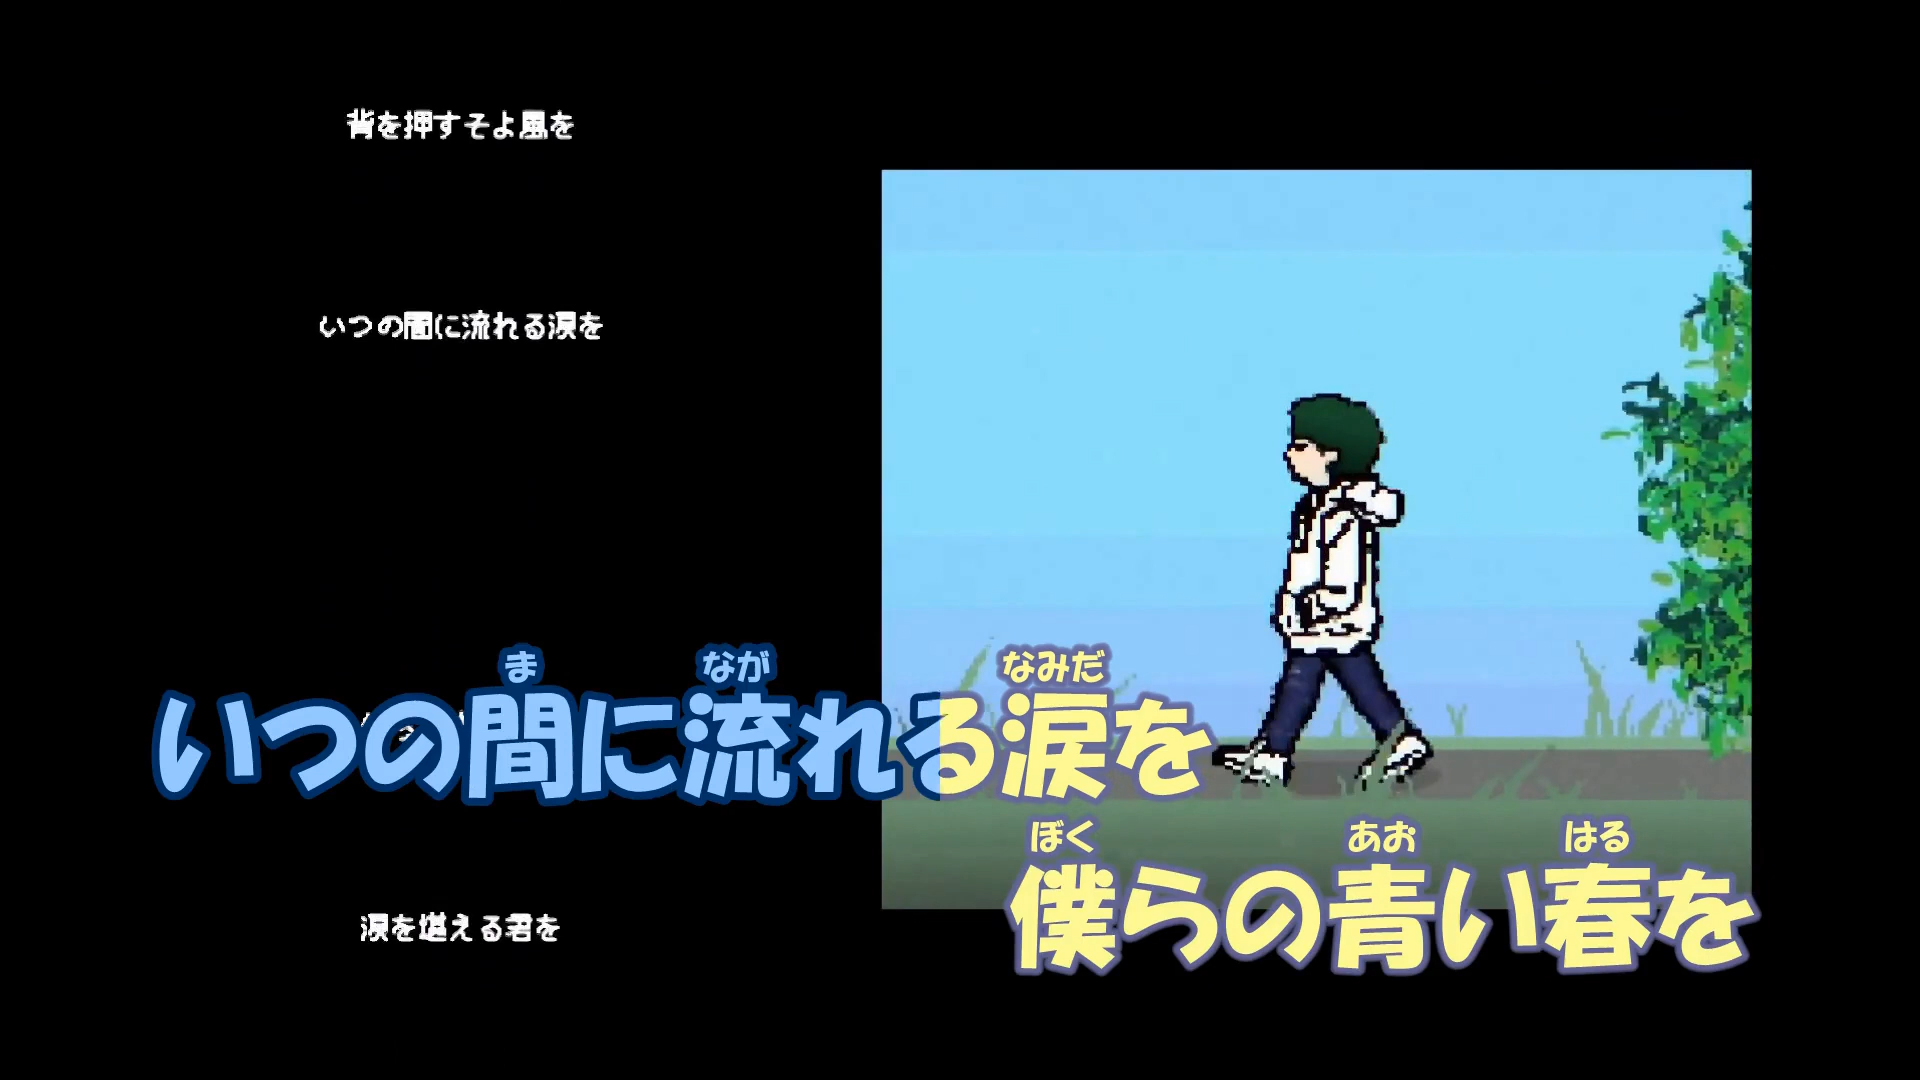 背を押すそよ風を
いつの間に流れる涙を
ま なが なみだ
いつの間に流れる涙を
ぼく あお はる
僕らの青い春を
涙を堪える君を